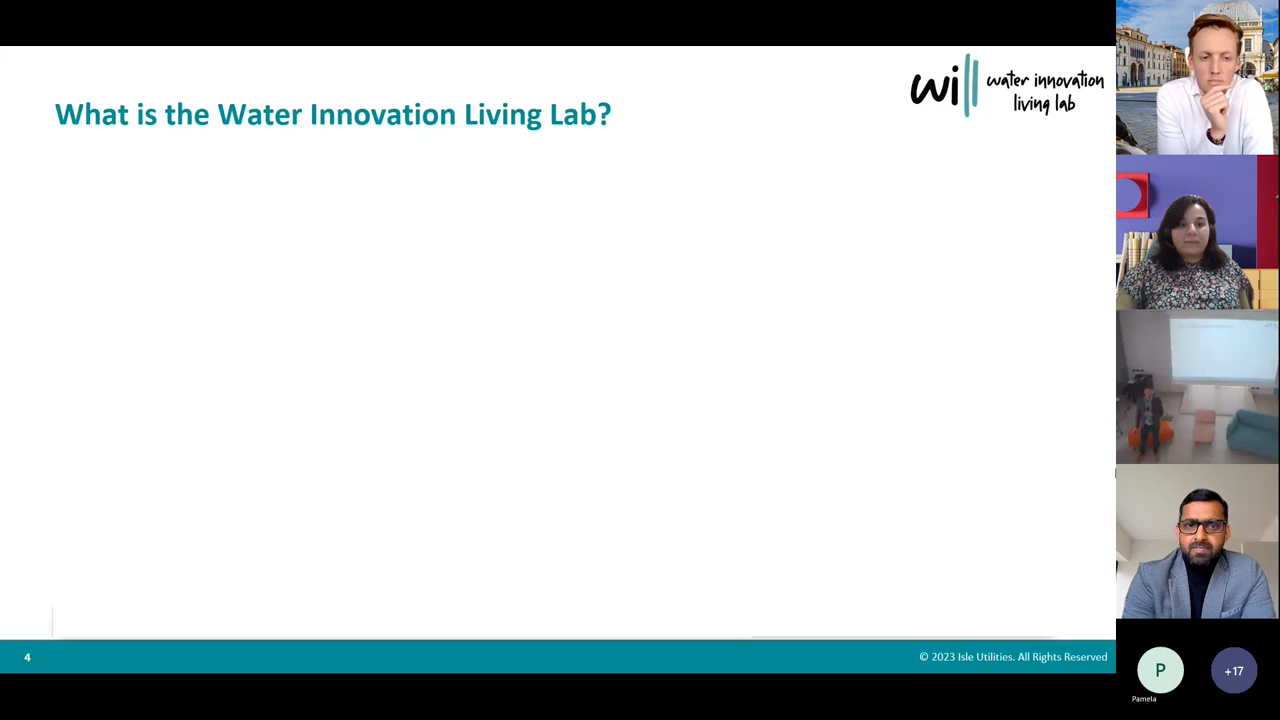 What is the Water Innovation Living Lab?
will water innovation
living lab
4
© 2023 Isle Utilities. All Rights Reserved
P
+17
Pamela